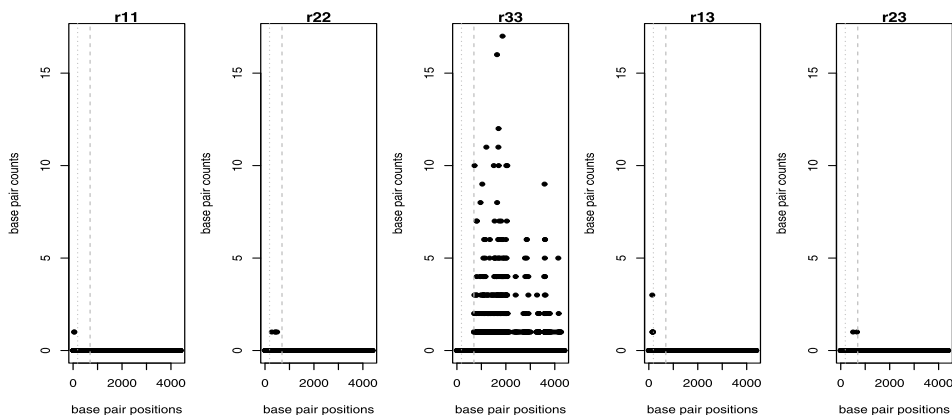 r11 r22 r33 r13 r23
base pair counts base pair counts base pair counts base pair counts base pair counts
15 15 15 15 15
10 10 10 10 10
5 5 5 5 5
0 0 0 0 0
0 2000 4000 0 2000 4000 0 2000 4000 0 2000 4000 0 2000 4000
base pair positions base pair positions base pair positions base pair positions base pair positions